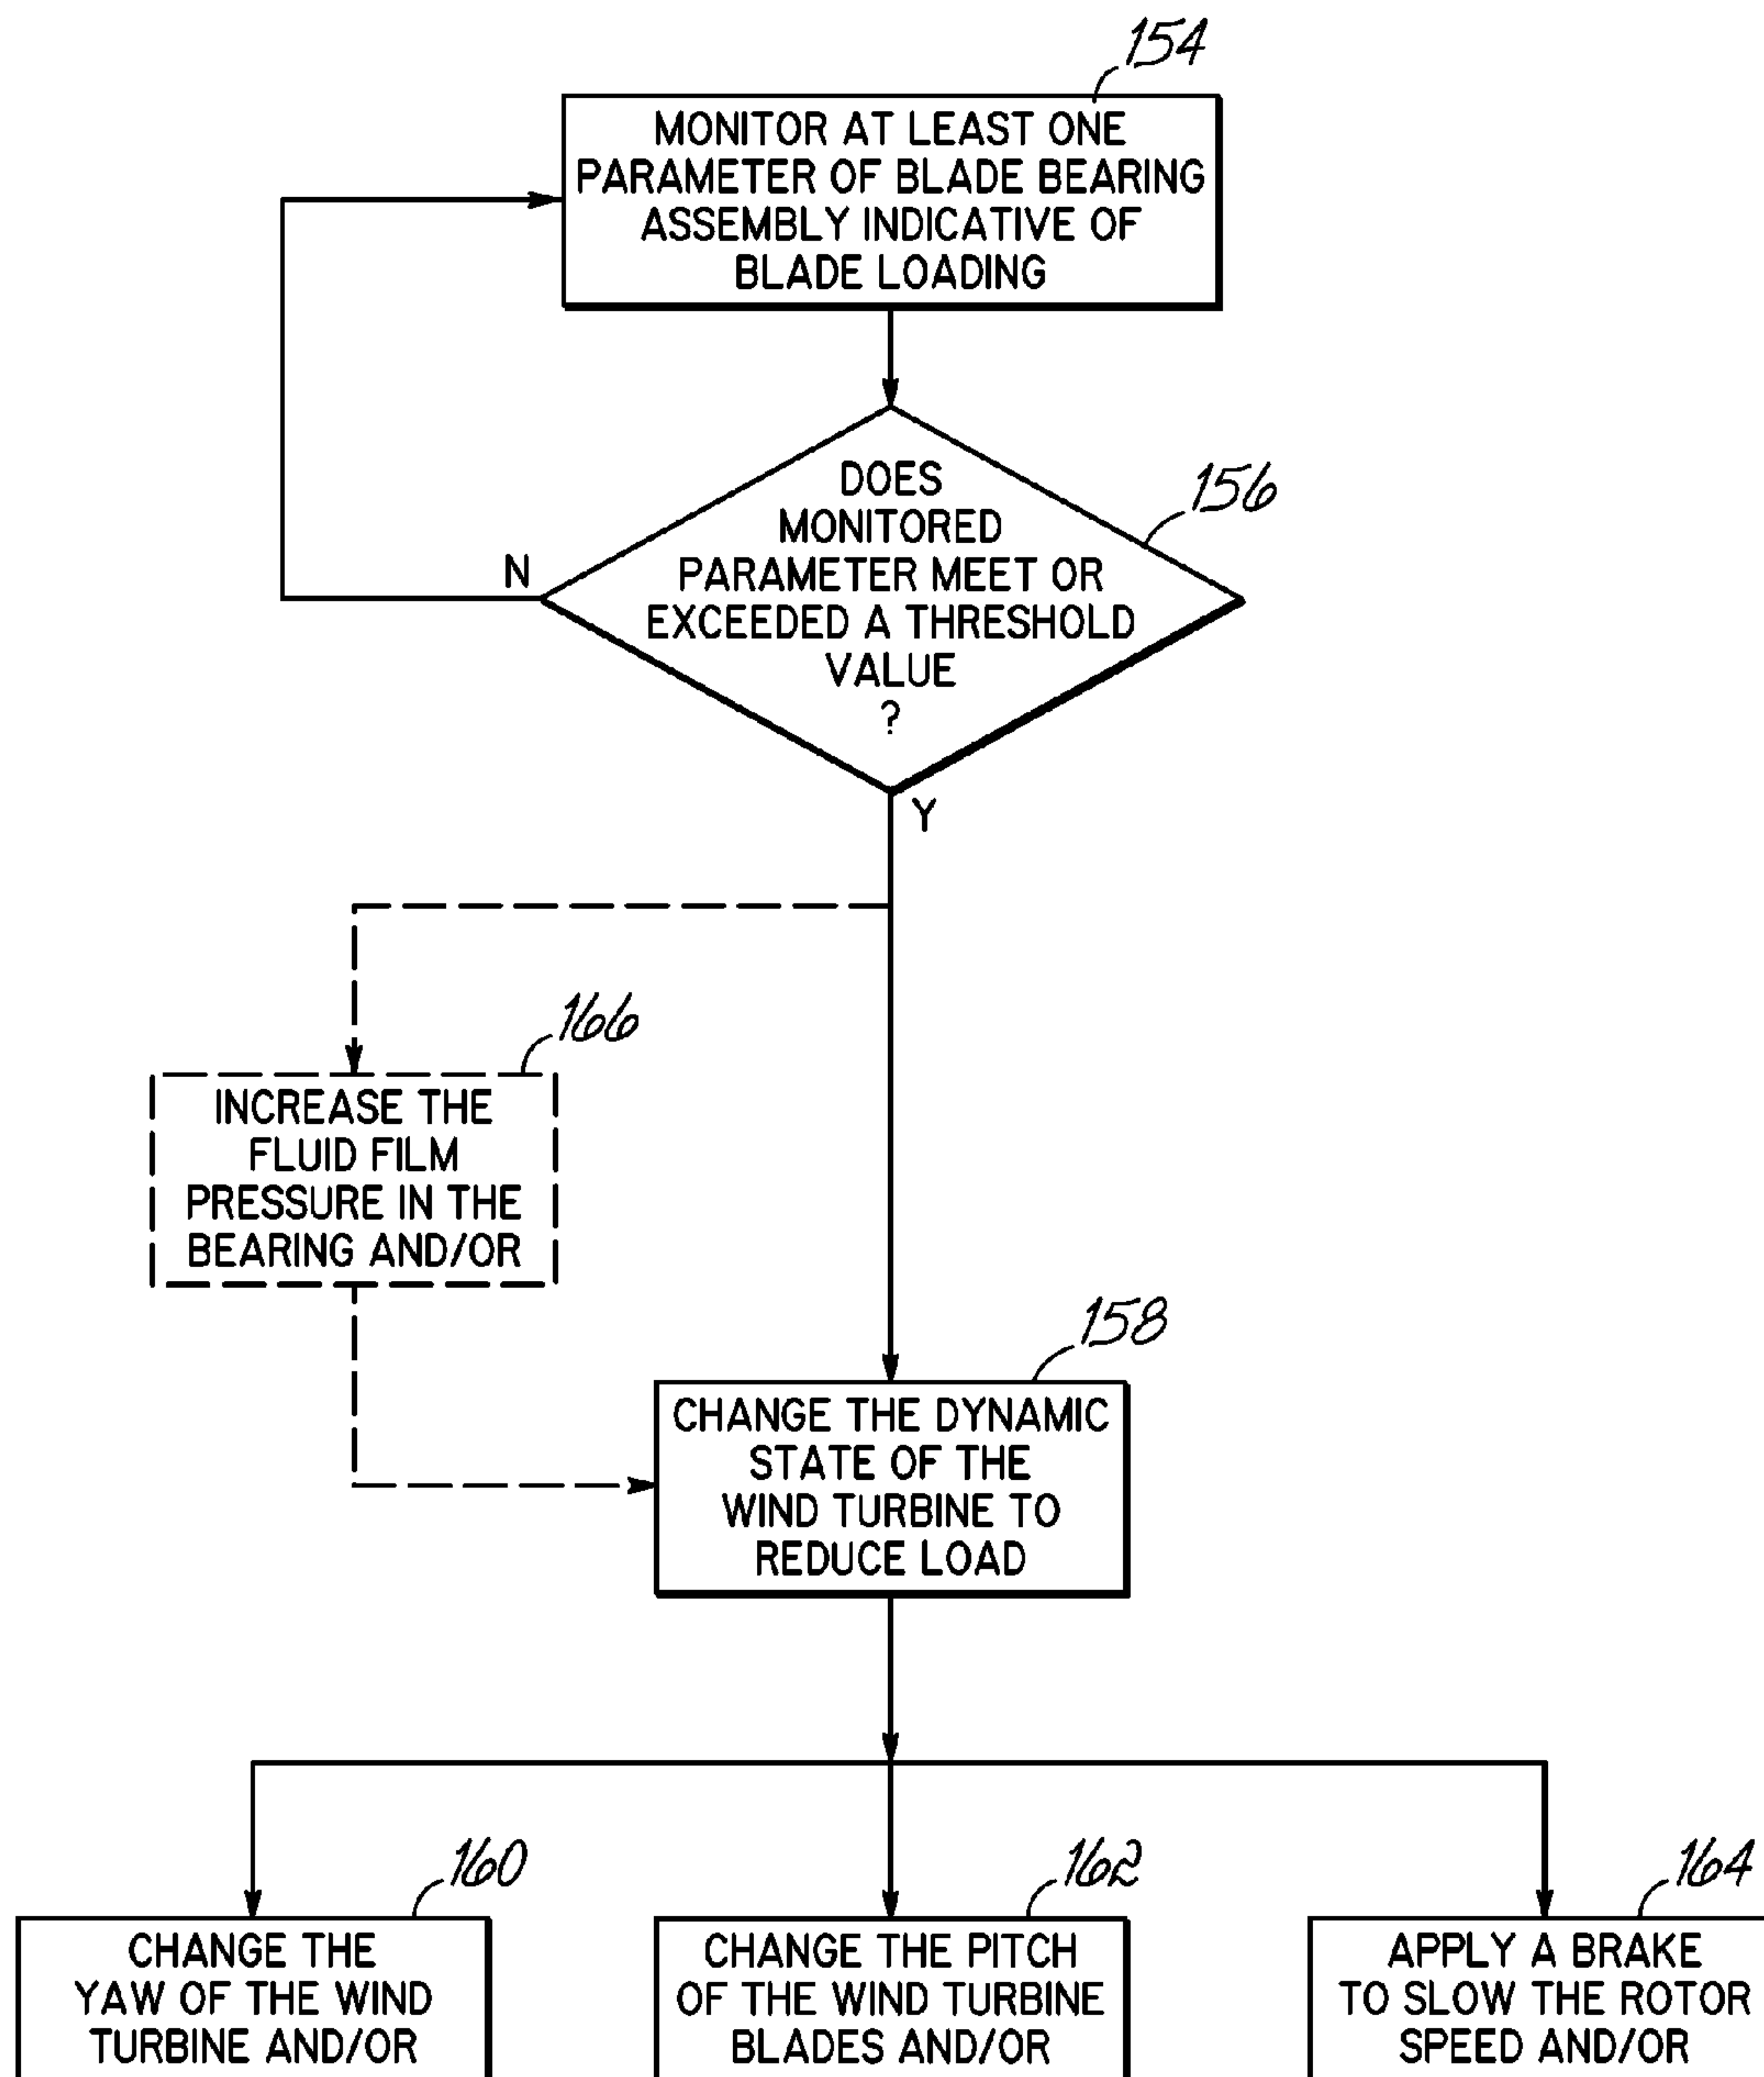 154
MONITOR AT LEAST ONE
PARAMETER OF BLADE BEARING
ASSEMBLY INDICATIVE OF
BLADE LOADING
156
DOES
MONITORED
PARAMETER MEET OR
EXCEEDED A THRESHOLD
VALUE
?
N
Y
166
INCREASE THE
FLUID FILM
PRESSURE IN THE
BEARING AND/OR
158
CHANGE THE DYNAMIC
STATE OF THE
WIND TURBINE TO
REDUCE LOAD
160
CHANGE THE
YAW OF THE WIND
TURBINE AND/OR
162
CHANGE THE PITCH
OF THE WIND TURBINE
BLADES AND/OR
164
APPLY A BRAKE
TO SLOW THE ROTOR
SPEED AND/OR